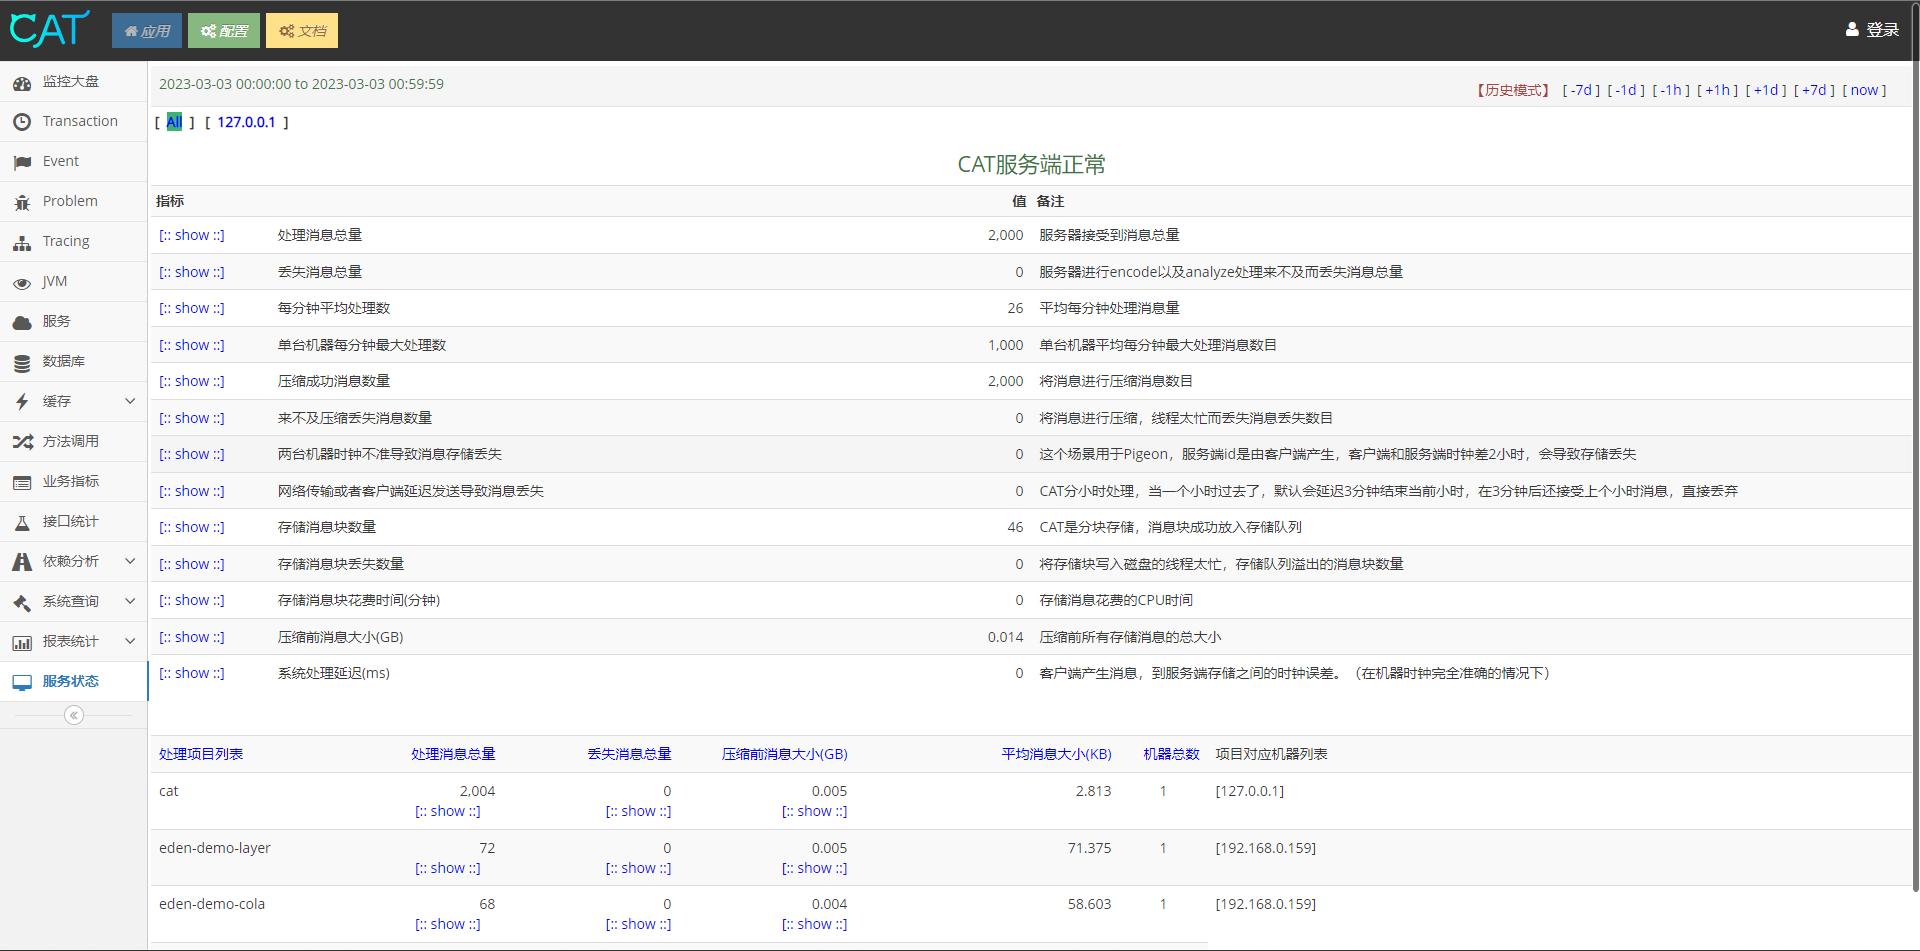 CAT 应用 配置 文档 登录
监控大盘
Transaction
Event
Problem
Tracing
JVM
服务
数据库
缓存
方法调用
业务指标
接口统计
依赖分析
系统查询
报表统计
服务状态
2023-03-03 00:00:00 to 2023-03-03 00:59:59
【历史模式】 [ -7d ] [ -1d ] [ -1h ] [ +1h ] [ +1d ] [ +7d ] [ now ]
[ All ] [ 127.0.0.1 ]
CAT服务端正常
指标 值 备注
[:: show ::] 处理消息总量 2,000 服务器接受到消息总量
[:: show ::] 丢失消息总量 0 服务器进行encode以及analyze处理来不及而丢失消息总量
[:: show ::] 每分钟平均处理数 26 平均每分钟处理消息量
[:: show ::] 单台机器每分钟最大处理数 1,000 单台机器平均每分钟最大处理消息数目
[:: show ::] 压缩成功消息数量 2,000 将消息进行压缩消息数目
[:: show ::] 来不及压缩丢失消息数量 0 将消息进行压缩，线程太忙而丢失消息丢失数目
[:: show ::] 两台机器时钟不准导致消息存储丢失 0 这个场景用于Pigeon，服务端id是由客户端产生，客户端和服务端时钟差2小时，会导致存储丢失
[:: show ::] 网络传输或者客户端延迟发送导致消息丢失 0 CAT分小时处理，当一个小时过去了，默认会延迟3分钟结束当前小时，在3分钟后还接受上个小时消息，直接丢弃
[:: show ::] 存储消息块数量 46 CAT是分块存储，消息块成功放入存储队列
[:: show ::] 存储消息块丢失数量 0 将存储块写入磁盘的线程太忙，存储队列溢出的消息块数量
[:: show ::] 存储消息块花费时间(分钟) 0 存储消息花费的CPU时间
[:: show ::] 压缩前消息大小(GB) 0.014 压缩前所有存储消息的总大小
[:: show ::] 系统处理延迟(ms) 0 客户端产生消息，到服务端存储之间的时钟误差。（在机器时钟完全准确的情况下）
处理项目列表 处理消息总量 丢失消息总量 压缩前消息大小(GB) 平均消息大小(KB) 机器总数 项目对应机器列表
cat 2,004 0 0.005 2.813 1 [127.0.0.1]
[:: show ::] [:: show ::] [:: show ::]
eden-demo-layer 72 0 0.005 71.375 1 [192.168.0.159]
[:: show ::] [:: show ::] [:: show ::]
eden-demo-cola 68 0 0.004 58.603 1 [192.168.0.159]
[:: show ::] [:: show ::] [:: show ::]